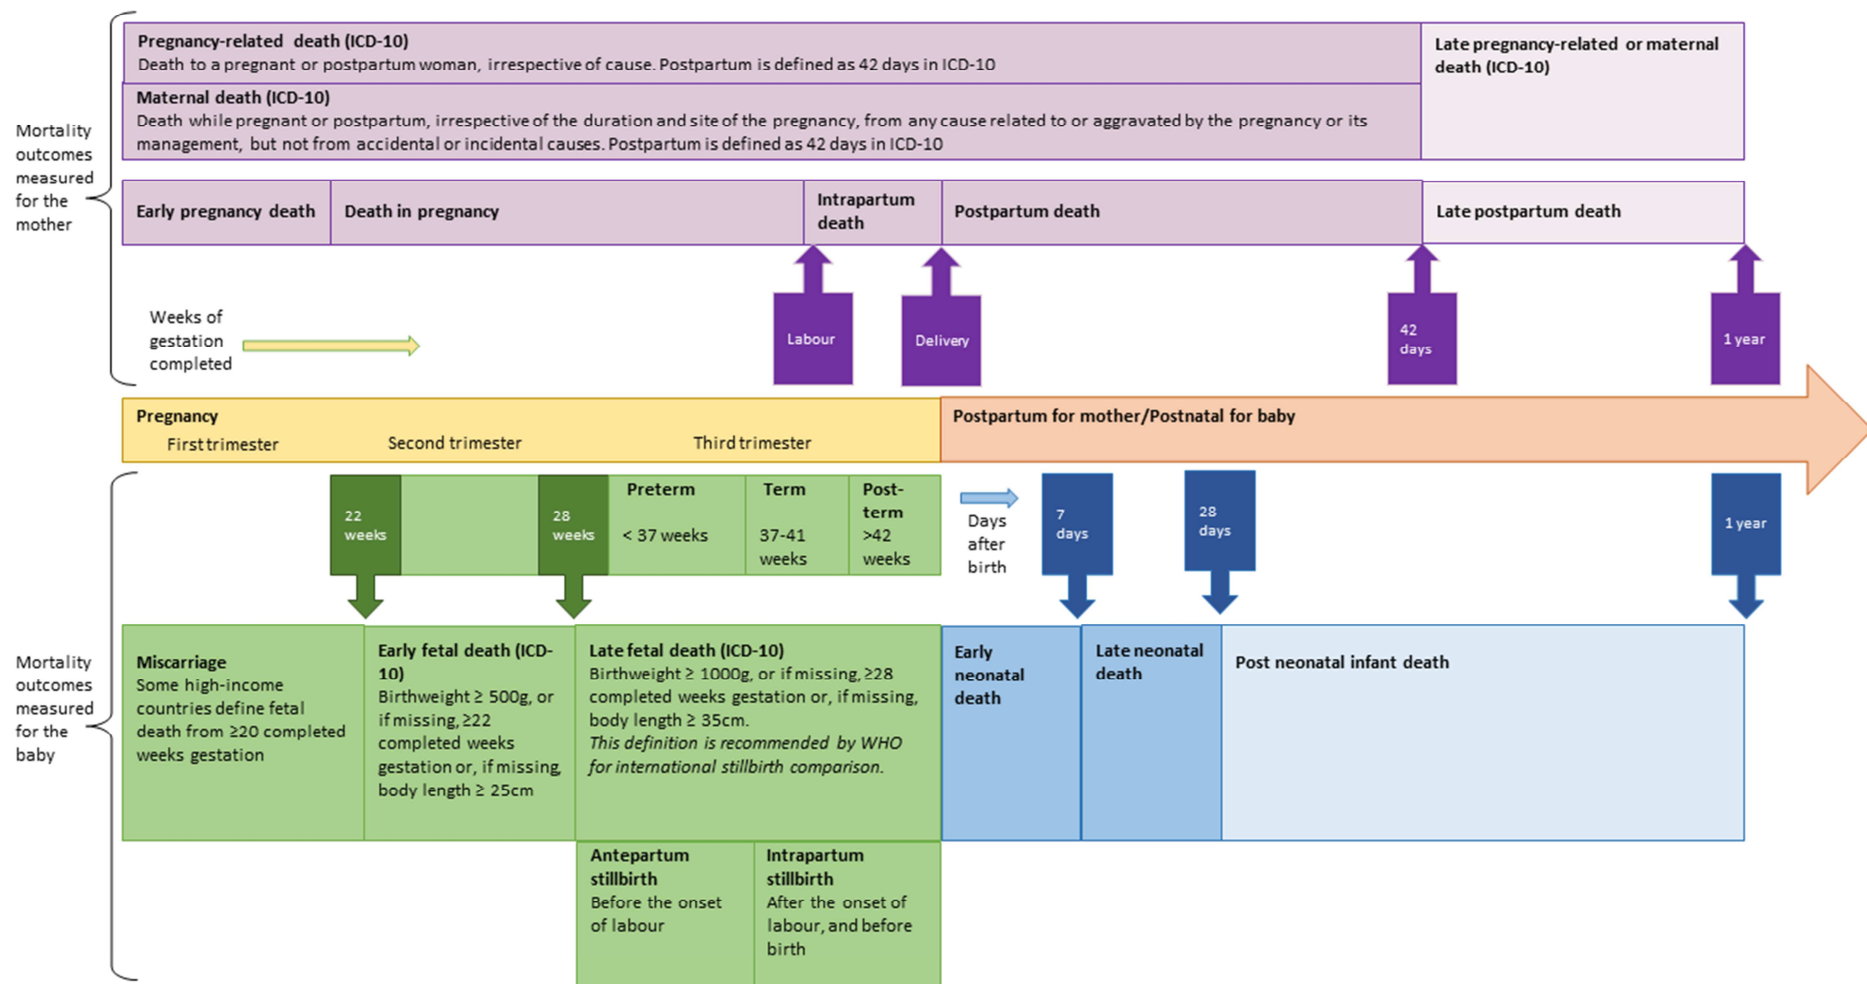 Mortality
outcomes
measured
for the
mother
Pregnancy-related death (ICD-10)
Death to a pregnant or postpartum woman, irrespective of cause. Postpartum is defined as 42 days in ICD-10
Maternal death (ICD-10)
Death while pregnant or postpartum, irrespective of the duration and site of the pregnancy, from any cause related to or aggravated by the pregnancy or its
management, but not from accidental or incidental causes. Postpartum is defined as 42 days in ICD-10
Late pregnancy-related or maternal
death (ICD-10)
Early pregnancy death
Death in pregnancy
Intrapartum
death
Postpartum death
Late postpartum death
Weeks of
gestation
completed
Labour
Delivery
42
days
1 year
Pregnancy
First trimester
Second trimester
Third trimester
Postpartum for mother/Postnatal for baby
22
weeks
28
weeks
Preterm
< 37 weeks
Term
37-41
weeks
Post-
term
>42
weeks
Days
after
birth
7
days
28
days
1 year
Mortality
outcomes
measured
for the
baby
Miscarriage
Some high-income
countries define fetal
death from ≥20 completed
weeks gestation
Early fetal death (ICD-
10)
Birthweight ≥ 500g, or
if missing, ≥22
completed weeks
gestation or, if missing,
body length ≥ 25cm
Late fetal death (ICD-10)
Birthweight ≥ 1000g, or if missing, ≥28
completed weeks gestation or, if missing,
body length ≥ 35cm.
This definition is recommended by WHO
for international stillbirth comparison.
Early
neonatal
death
Late neonatal
death
Post neonatal infant death
Antepartum
stillbirth
Before the onset
of labour
Intrapartum
stillbirth
After the onset of
labour, and before
birth